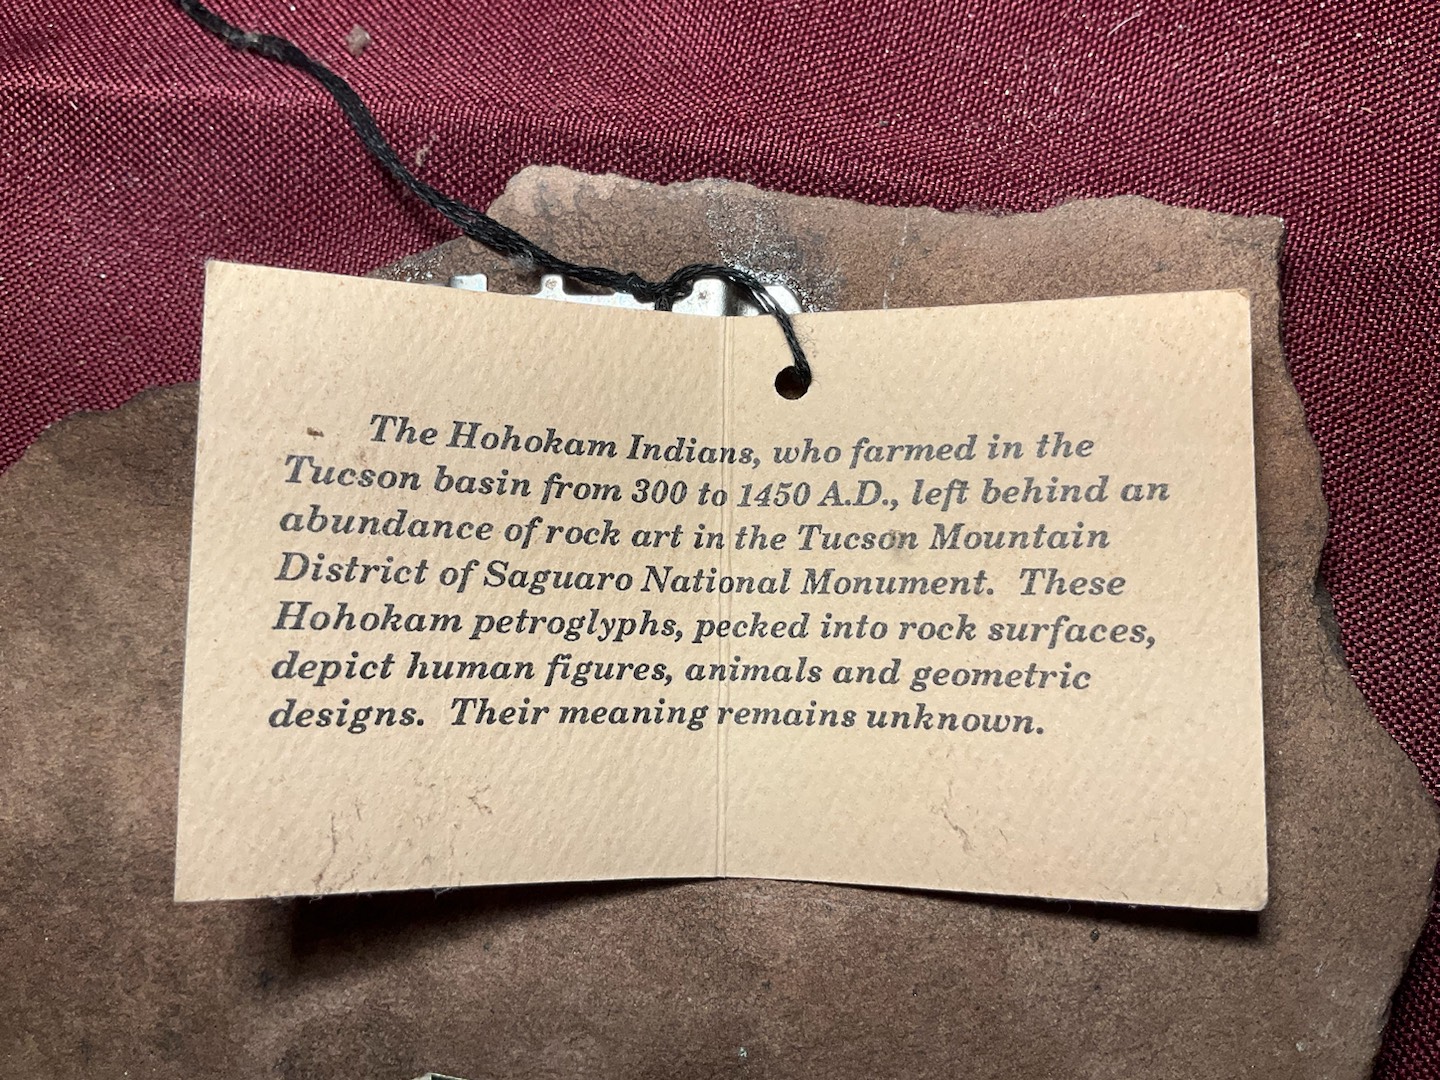 The Hohokam Indians, who farmed in the
Tucson basin from 300 to 1450 A.D., left behind an
abundance of rock art in the Tucson Mountain
District of Saguaro National Monument. These
Hohokam petroglyphs, pecked into rock surfaces,
depict human figures, animals and geometric
designs. Their meaning remains unknown.